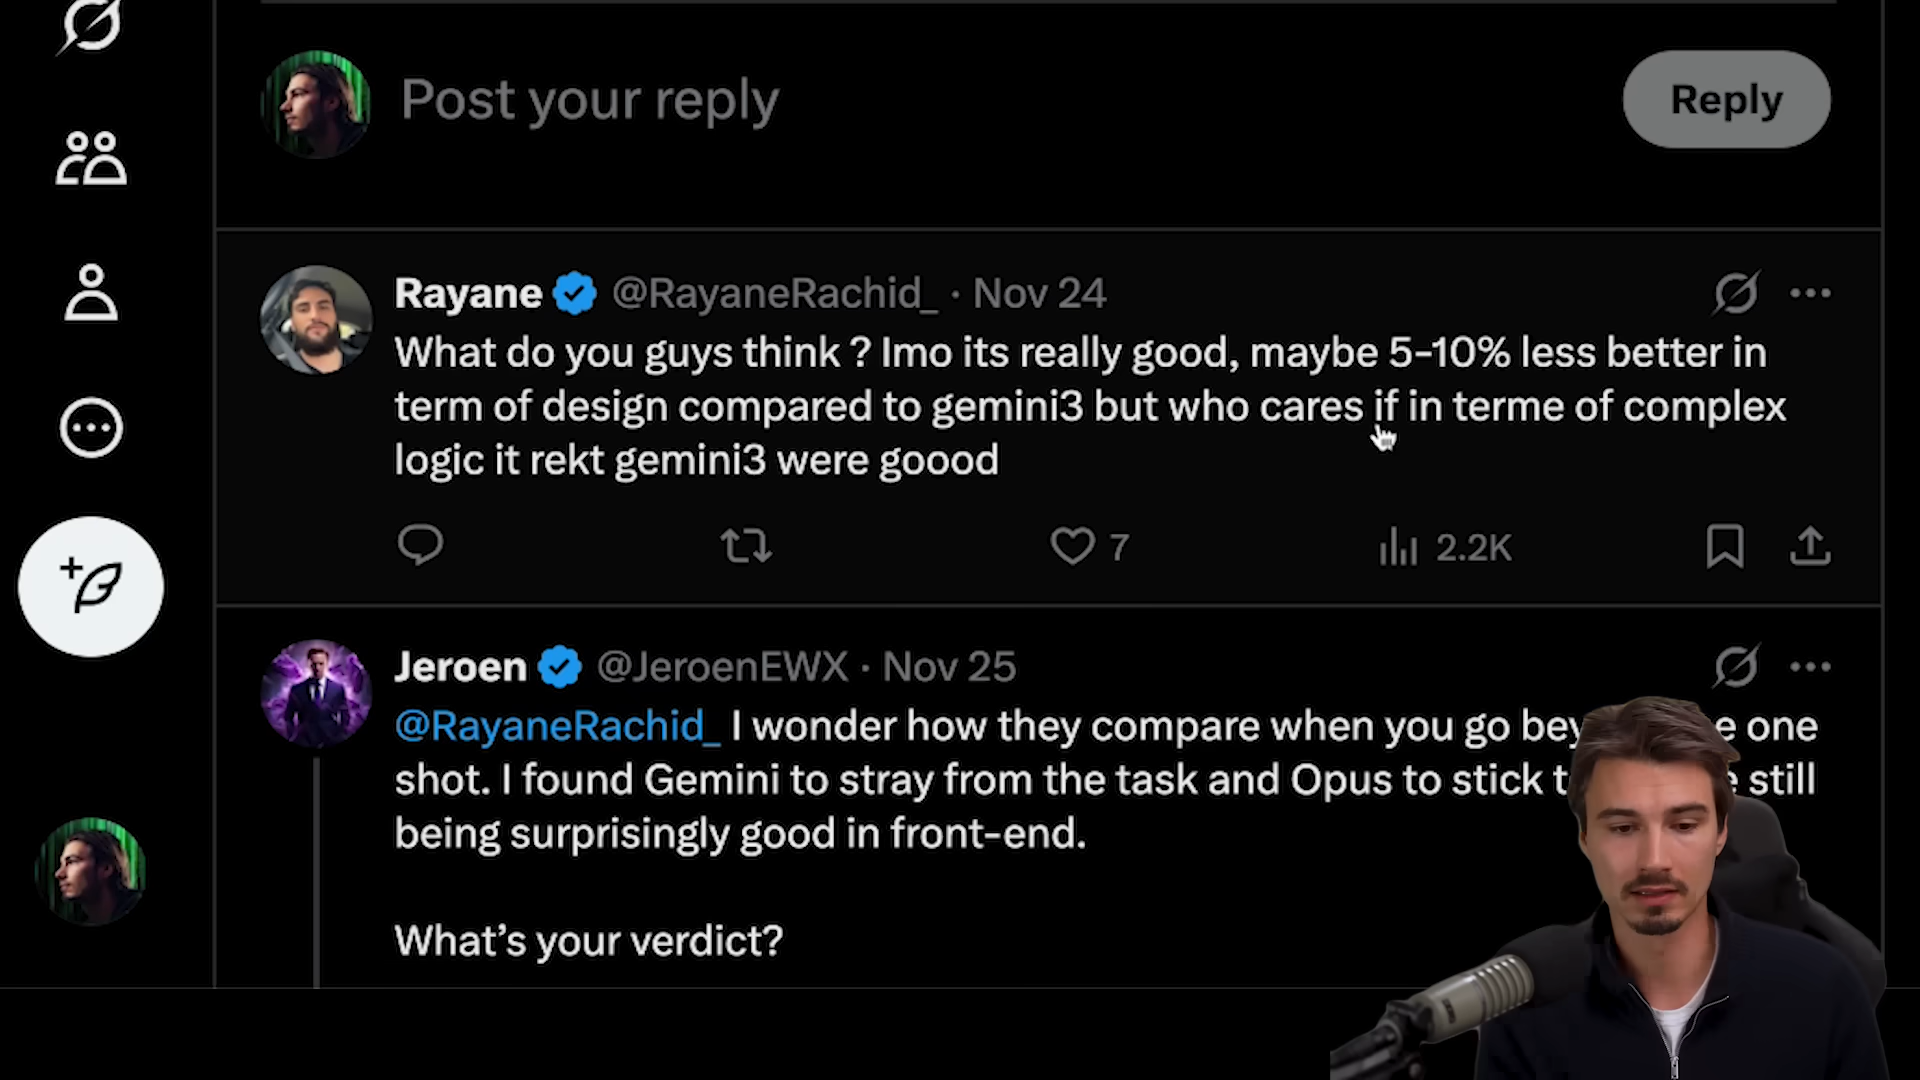 Post your reply
Reply
Rayane @RayaneRachid_ · Nov 24
What do you guys think ? Imo its really good, maybe 5-10% less better in
term of design compared to gemini3 but who cares if in terme of complex
logic it rekt gemini3 were goood
7
2.2K
Jeroen @JeroenEWX · Nov 25
@RayaneRachid_ I wonder how they compare when you go one
shot. I found Gemini to stray from the task and Opus to stick still
being surprisingly good in front-end.
What's your verdict?